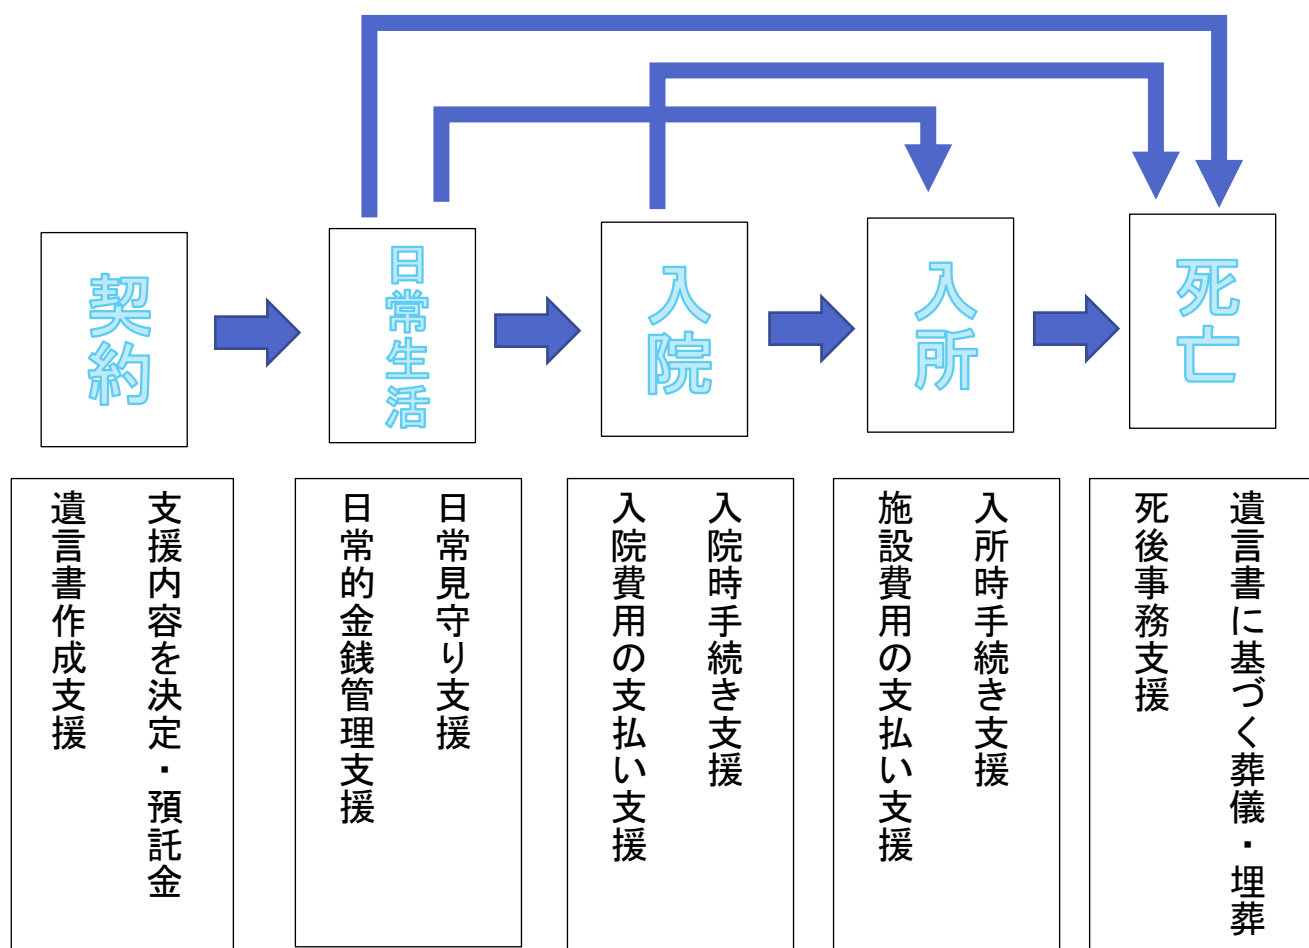 契約
日常生活
入院
入所
死亡
支援内容を決定・預託金
遺言書作成支援
日常見守り支援
日常的金銭管理支援
入院時手続き支援
入院費用の支払い支援
入所時手続き支援
施設費用の支払い支援
遺言書に基づく葬儀・埋葬
死後事務支援